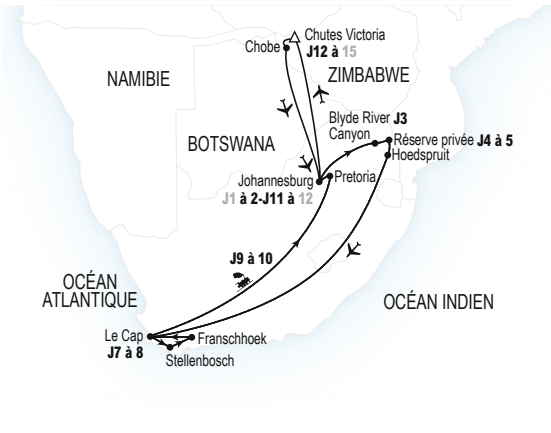 Chutes Victoria
Chobe
J12 à 15
NAMIBIE
ZIMBABWE
Blyde River J3
Canyon
BOTSWANA
Réserve privée J4 à 5
Hoedspruit
Johannesburg
Pretoria
J1 à 2-J11 à 12
J9 à 10
OCÉAN
ATLANTIQUE
OCÉAN INDIEN
Le Cap
Franschhoek
J7 à 8
Stellenbosch